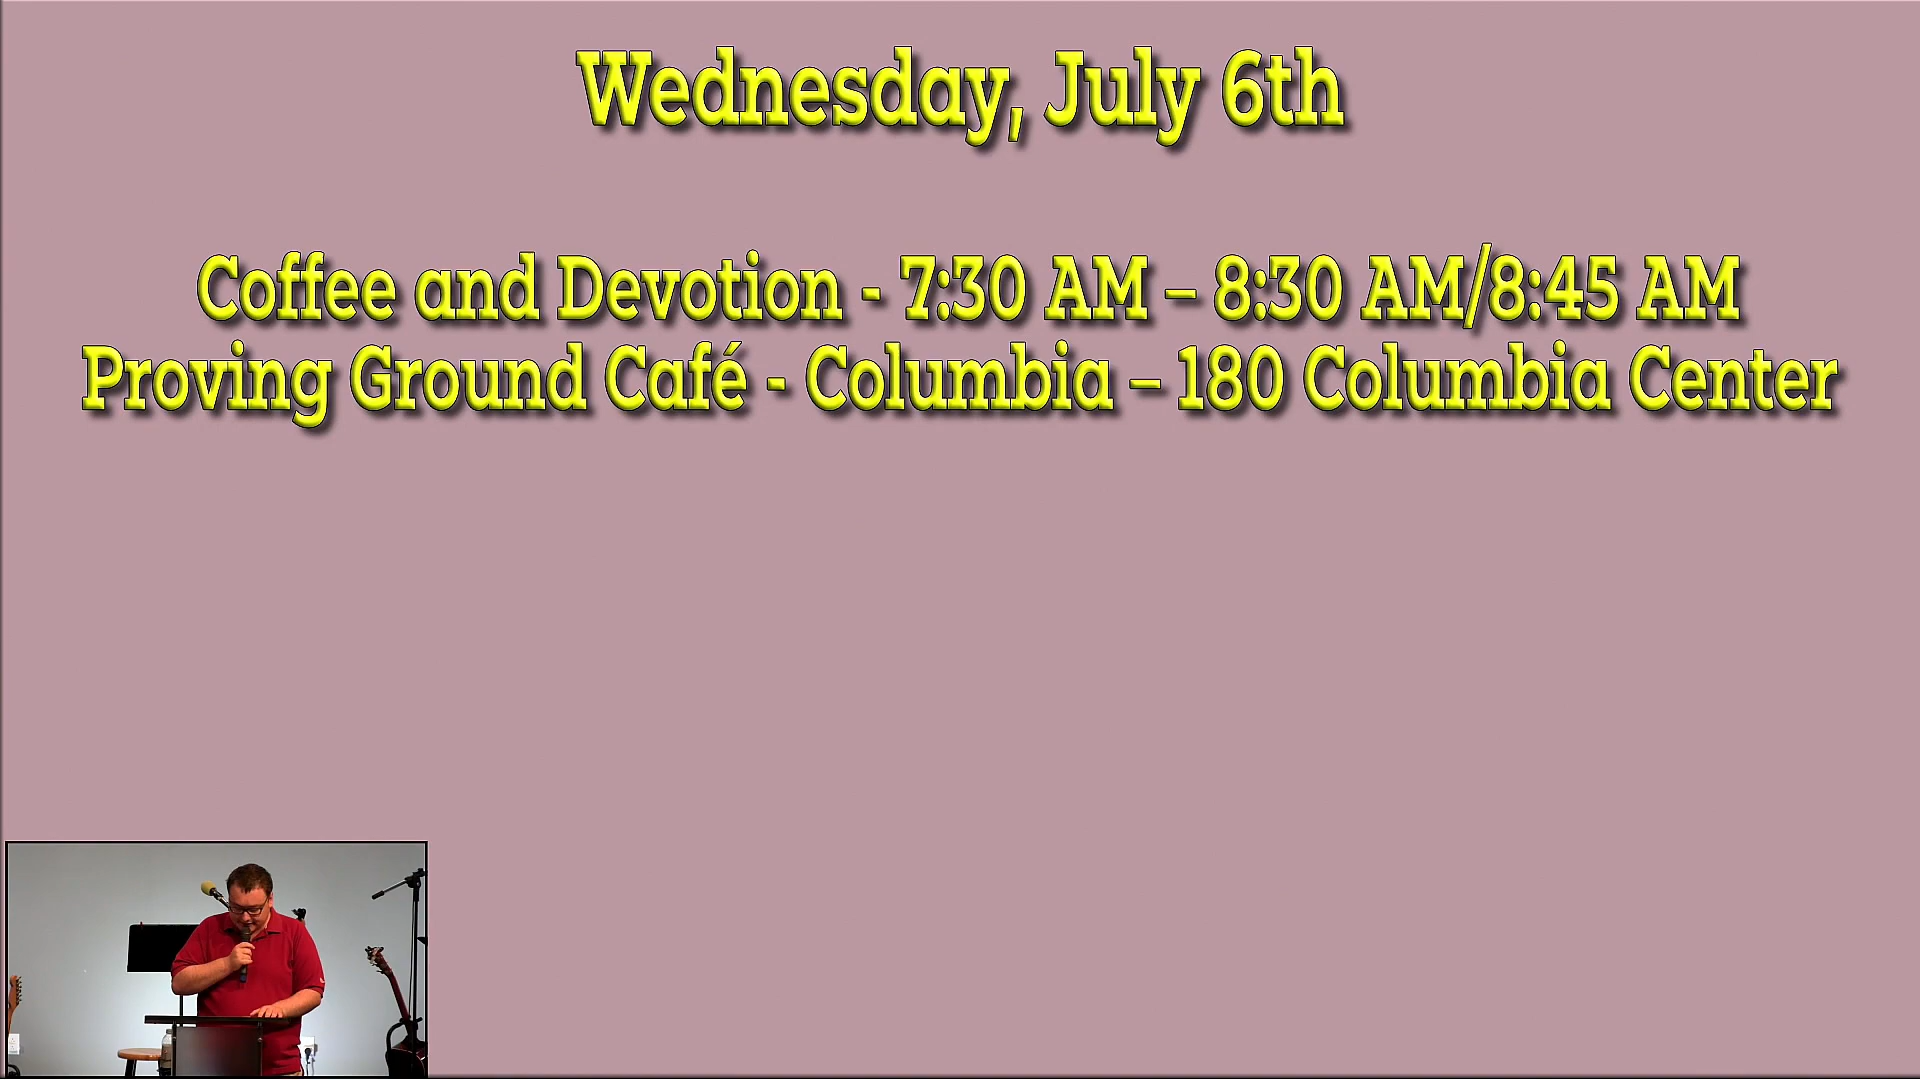 Wednesday, July 6th
Coffee and Devotion - 7:30 AM – 8:30 AM/8:45 AM
Proving Ground Café - Columbia – 180 Columbia Center